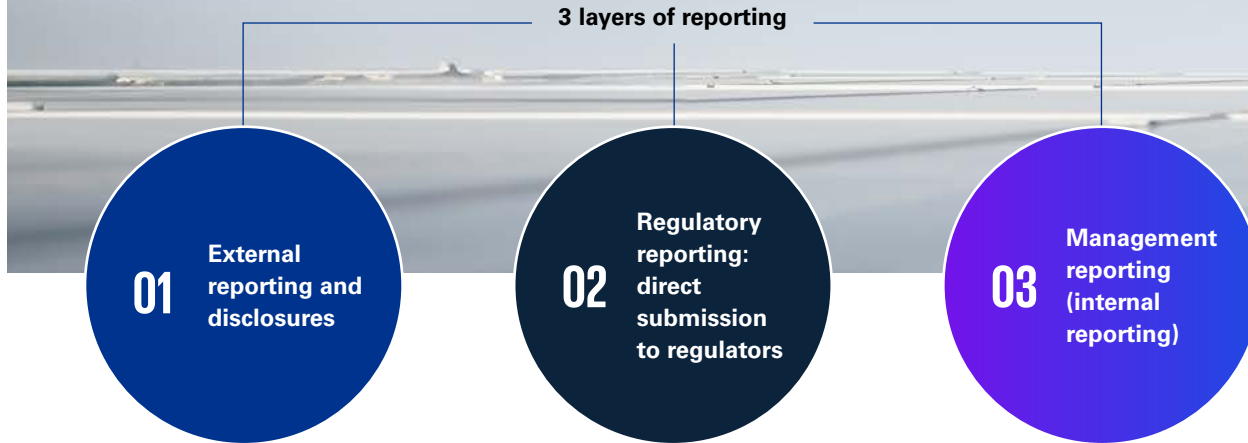 3 layers of reporting
01
External
reporting and
disclosures
02
Regulatory
reporting:
direct
submission
to regulators
03
Management
reporting
(internal
reporting)